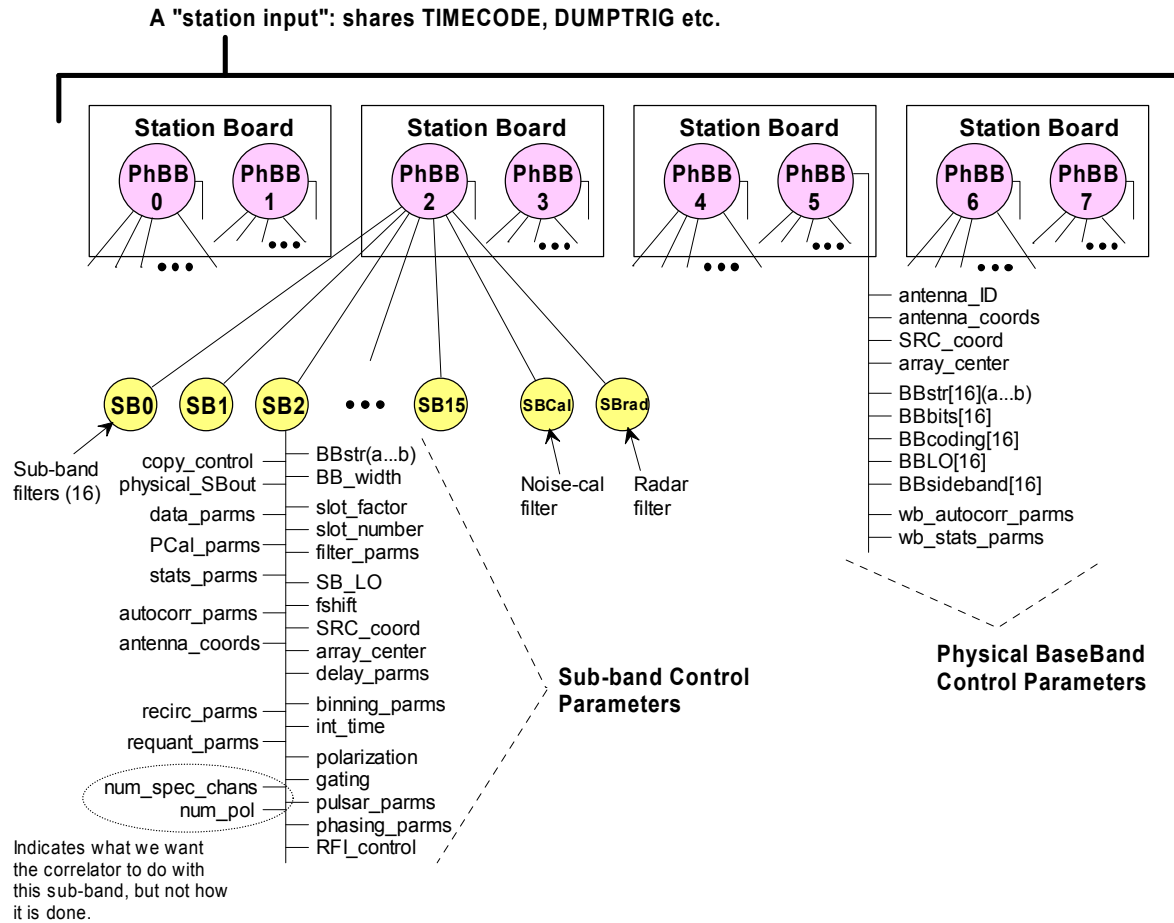 A "station input": shares TIMECODE, DUMPTRIG etc.
Station Board
Station Board
Station Board
Station Board
PhBB 0
PhBB 1
PhBB 2
PhBB 3
PhBB 4
PhBB 5
PhBB 6
PhBB 7
SB0
SB1
SB2
SB15
SBCal
SBrad
Sub-band
filters (16)
Noise-cal
filter
Radar
filter
copy_control
physical_SBout
data_parms
PCal_parms
stats_parms
autocorr_parms
antenna_coords
recirc_parms
requant_parms
num_spec_chans
num_pol
Indicates what we want
the correlator to do with
this sub-band, but not how
it is done.
BBstr(a...b)
BB_width
slot_factor
slot_number
filter_parms
SB_LO
fshift
SRC_coord
array_center
delay_parms
binning_parms
int_time
polarization
gating
pulsar_parms
phasing_parms
RFI_control
Sub-band Control
Parameters
antenna_ID
antenna_coords
SRC_coord
array_center
BBstr[16](a...b)
BBbits[16]
BBcoding[16]
BBLO[16]
BBsideband[16]
wb_autocorr_parms
wb_stats_parms
Physical BaseBand
Control Parameters